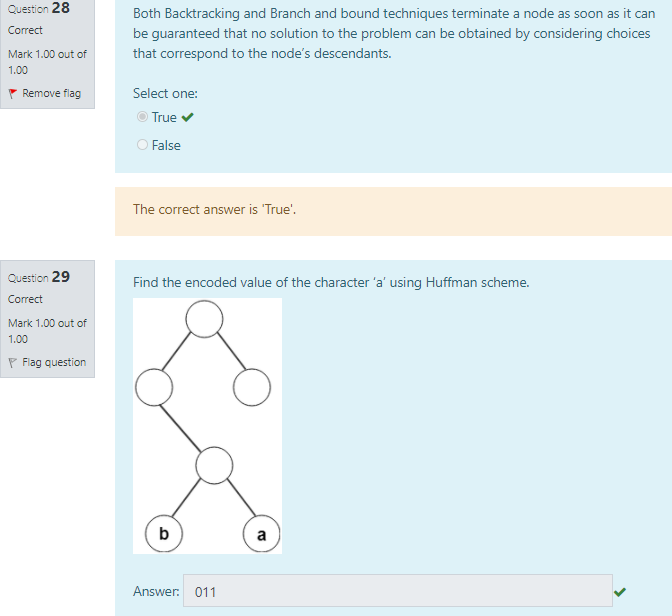 Question 28
Correct
Mark 1.00 out of
1.00
Remove flag
Both Backtracking and Branch and bound techniques terminate a node as soon as it can
be guaranteed that no solution to the problem can be obtained by considering choices
that correspond to the node's descendants.
Select one:
True
False
The correct answer is 'True'.
Question 29
Correct
Mark 1.00 out of
1.00
Flag question
Find the encoded value of the character 'a' using Huffman scheme.
b
a
Answer: 011